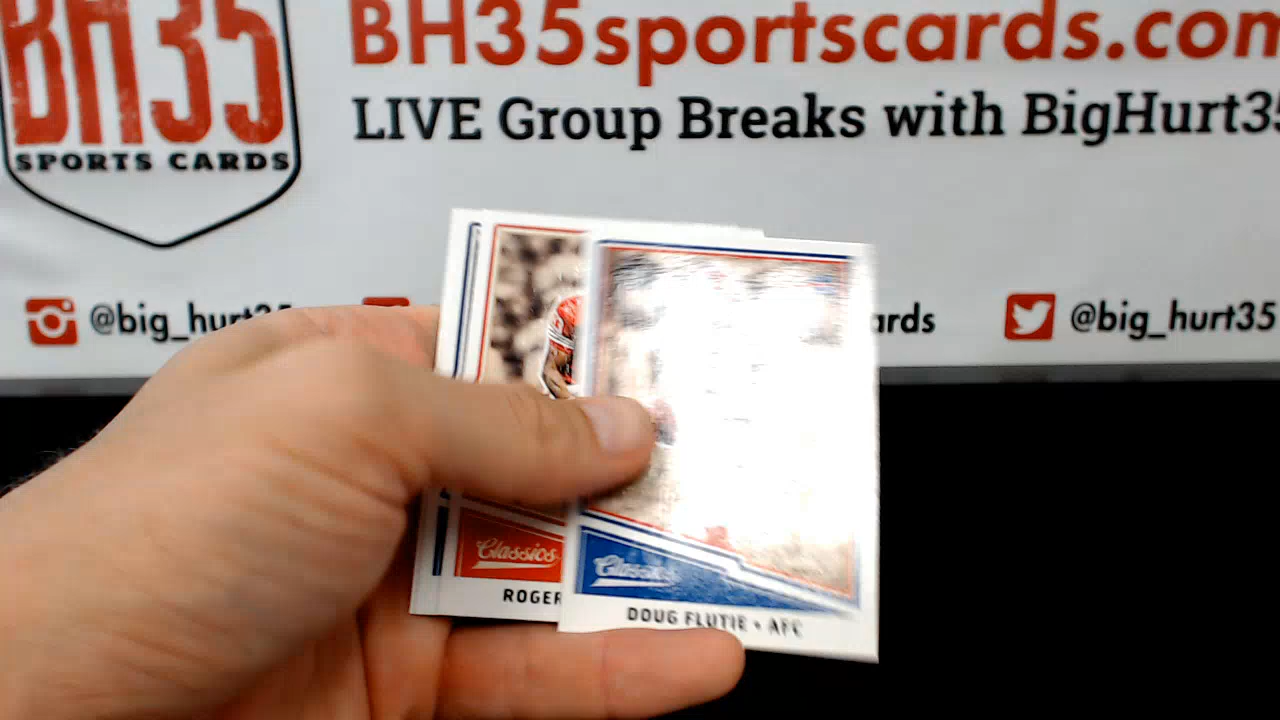 BH35
SPORTS CARDS
BH35sportscards.com
LIVE Group Breaks with BigHurt35
@big_hurt35
@big_hurt35
Classics
ROGER
Classics
DOUG FLUTIE • AFC